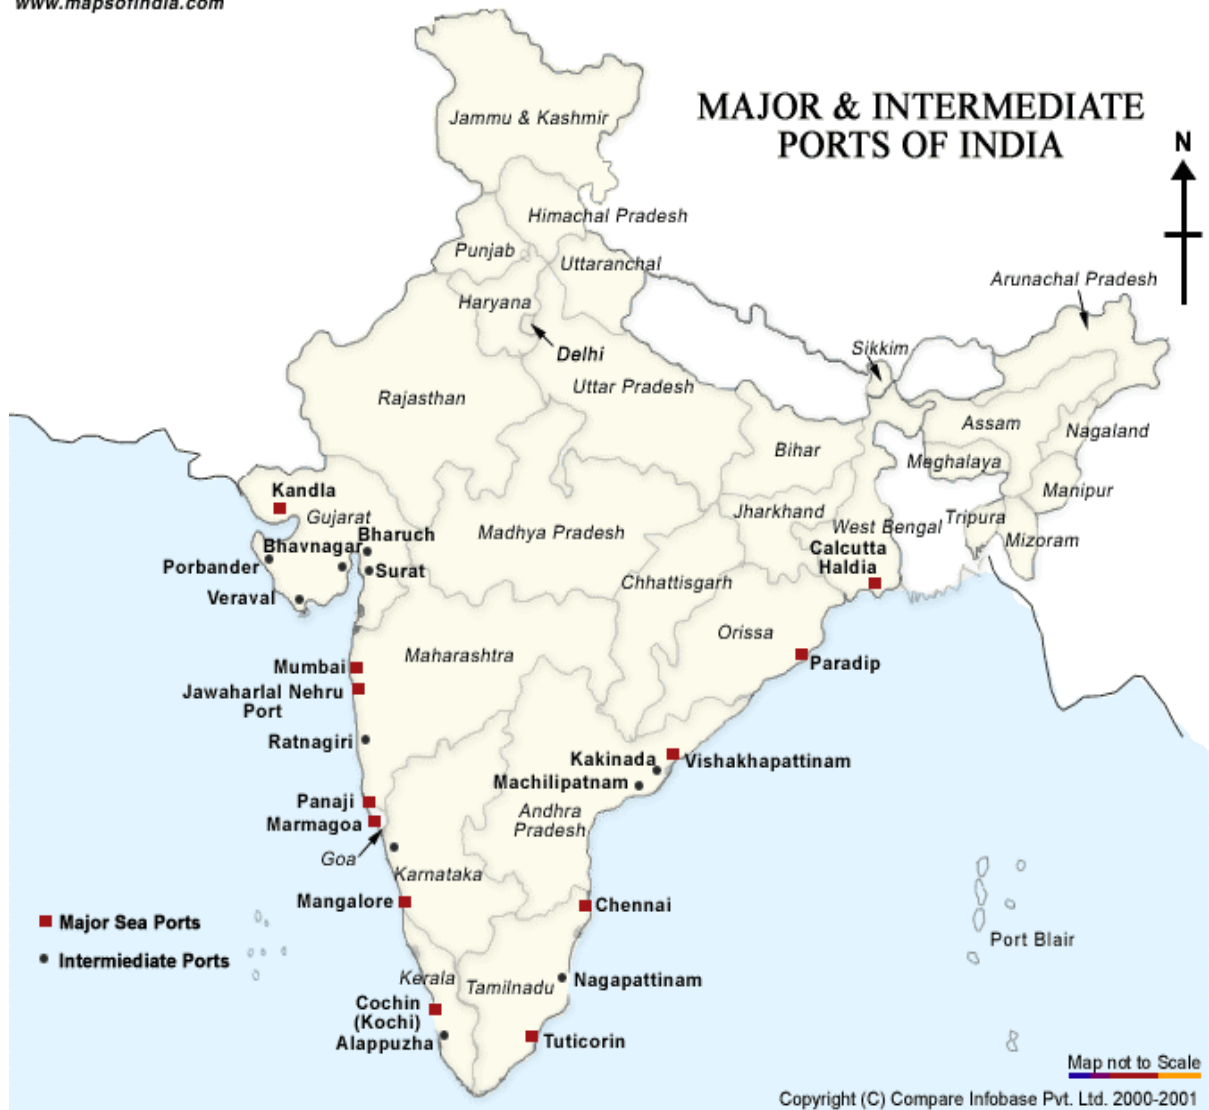 www.mapsofindia.com
MAJOR & INTERMEDIATE
PORTS OF INDIA
N
Jammu & Kashmir
Himachal Pradesh
Punjab
Uttaranchal
Haryana
Arunachal Pradesh
Delhi
Sikkim
Uttar Pradesh
Rajasthan
Assam
Nagaland
Bihar
Meghalaya
Kandla
Manipur
Gujarat
Jharkhand
West Bengal
Tripura
Mizoram
Madhya Pradesh
Bharuch
Bhavnagar
Calcutta
Haldia
Porbander
Surat
Chhattisgarh
Veraval
Orissa
Maharashtra
Mumbai
Paradip
Jawaharlal Nehru
Port
Ratnagiri
Kakinada
Vishakhapattinam
Machilipatnam
Panaji
Andhra
Pradesh
Marmagoa
Goa
Karnataka
Mangalore
Chennai
Major Sea Ports
Port Blair
Intermiediate Ports
Kerala
Tamilnadu
Nagapattinam
Cochin
(Kochi)
Alappuzha
Tuticorin
Map not to Scale
Copyright (C) Compare Infobase Pvt. Ltd. 2000-2001